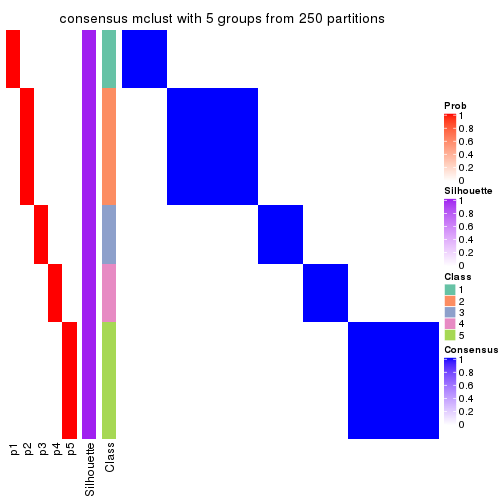 consensus mclust with 5 groups from 250 partitions
p1
p2
p3
p4
p5
Silhouette
Class
Prob
1
0.8
0.6
0.4
0.2
0
Silhouette
1
0.8
0.6
0.4
0.2
0
Class
1
2
3
4
5
Consensus
1
0.8
0.6
0.4
0.2
0